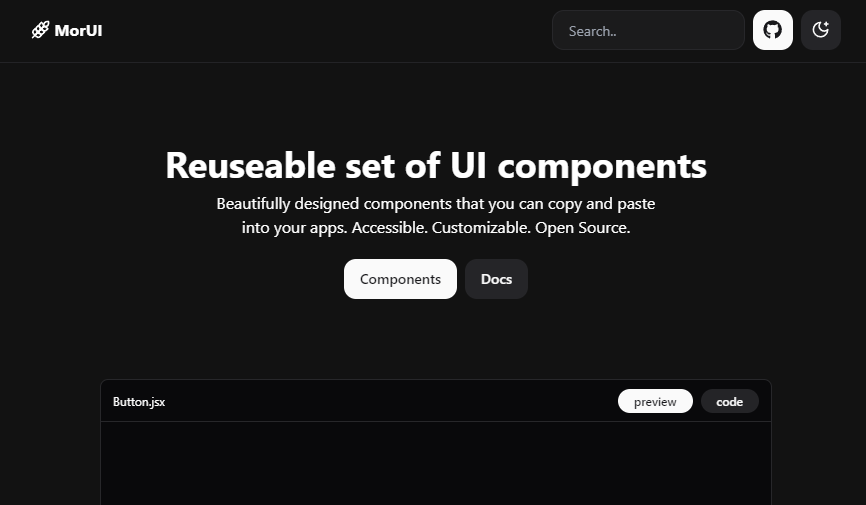 MorUI
Search..
Reuseable set of UI components
Beautifully designed components that you can copy and paste
into your apps. Accessible. Customizable. Open Source.
Components
Docs
Button.jsx
preview
code